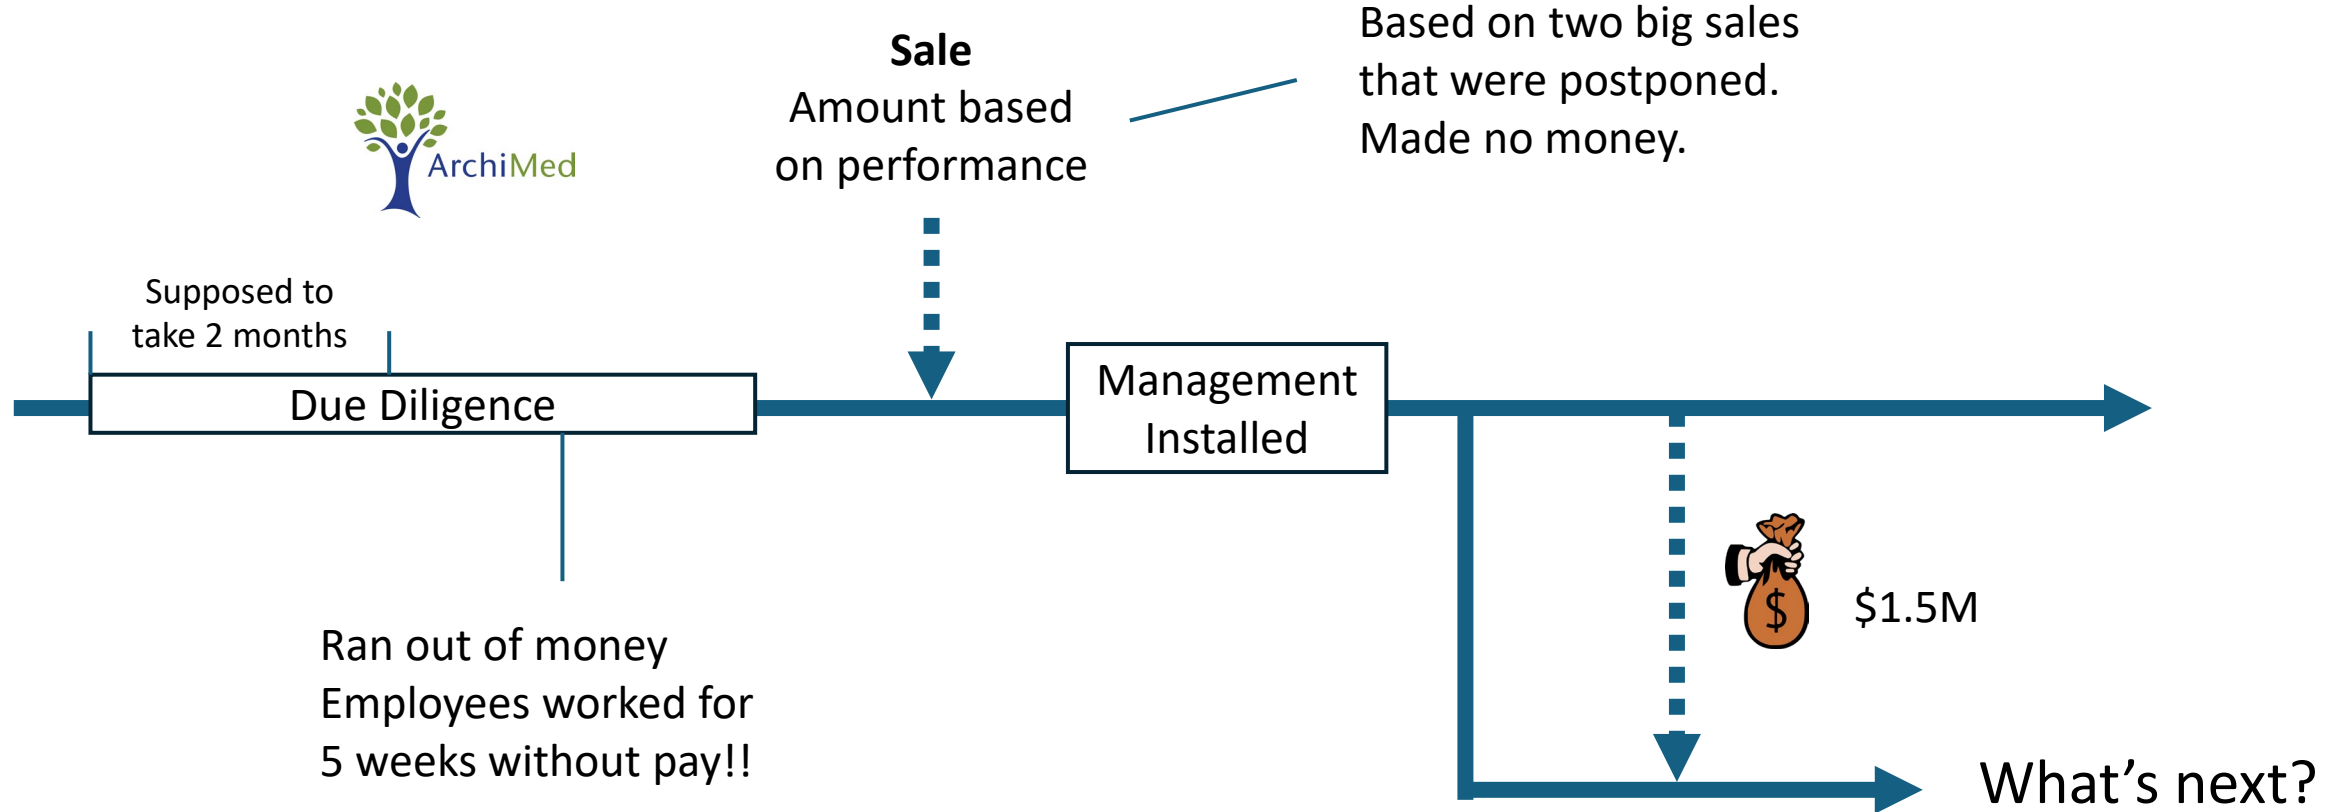 Based on two big sales
that were postponed.
Made no money.
Sale
Amount based
on performance
ArchiMed
Supposed to
take 2 months
Due Diligence
Management
Installed
$
$1.5M
Ran out of money
Employees worked for
5 weeks without pay!!
What’s next?